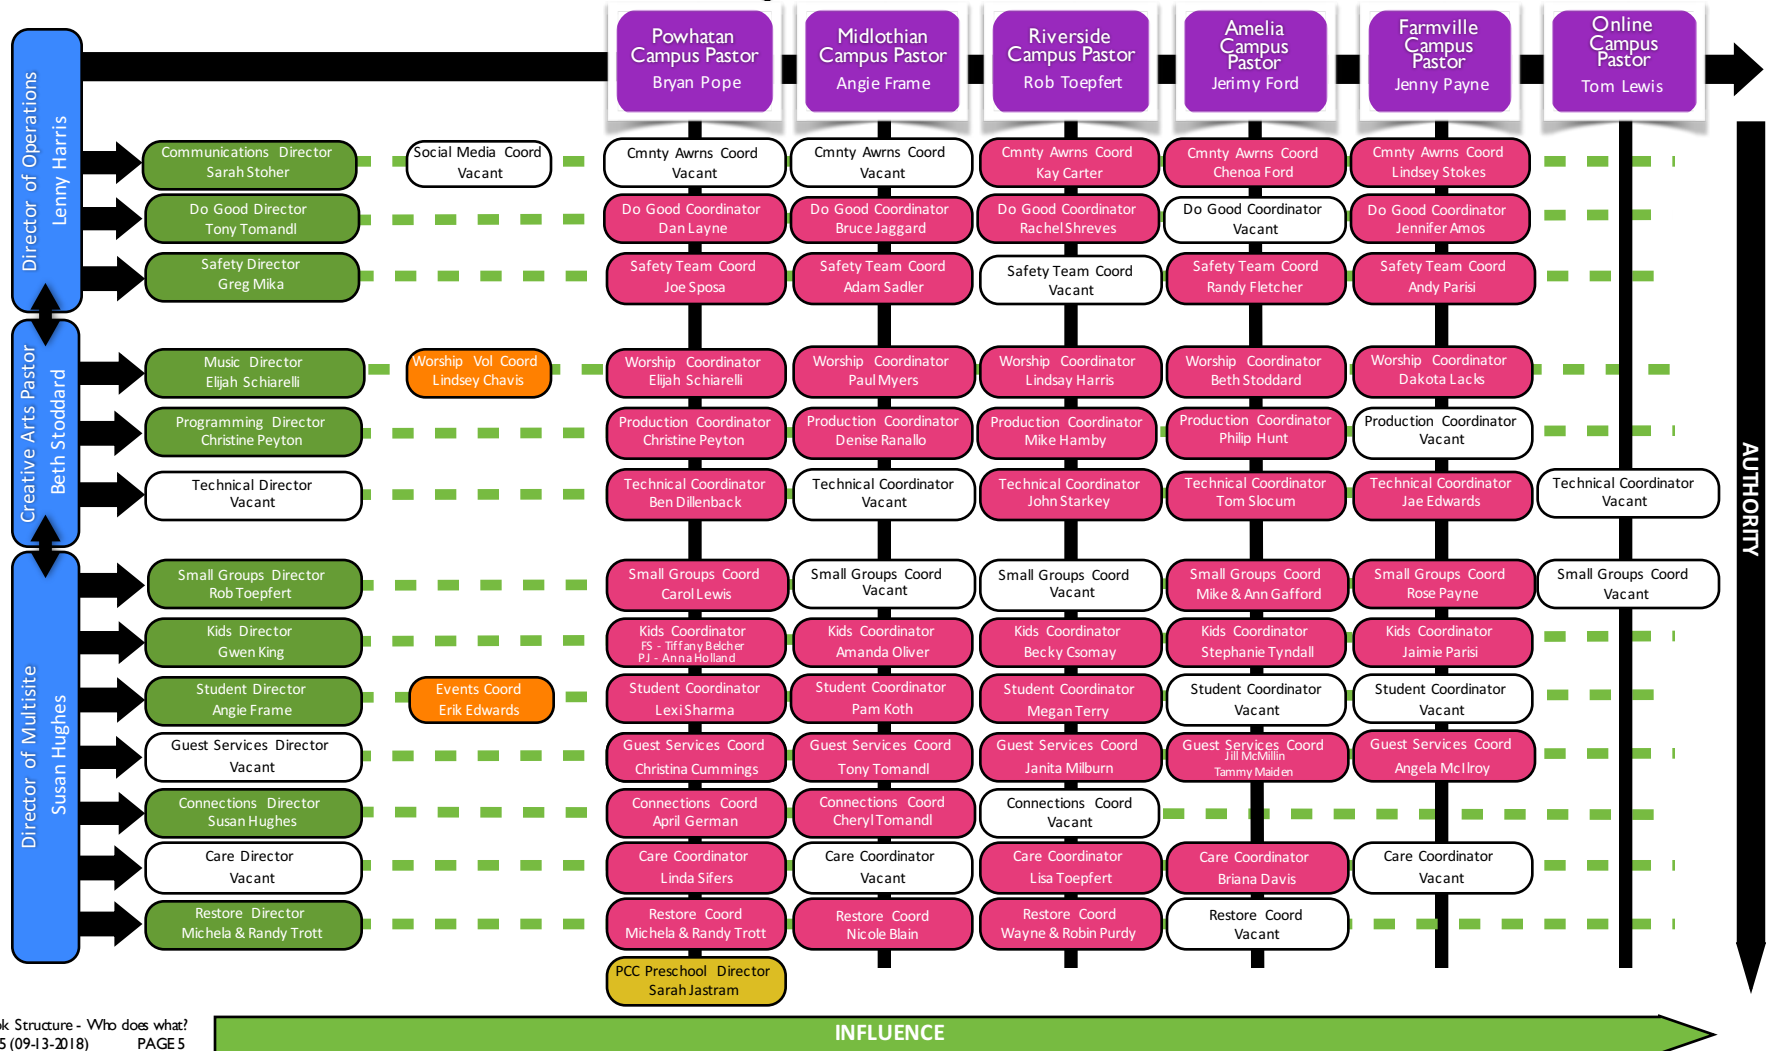 Powhatan
Campus Pastor
Bryan Pope
Midlothian
Campus Pastor
Angie Frame
Riverside
Campus Pastor
Rob Toepfert
Amelia
Campus
Pastor
Jerimy Ford
Farmville
Campus
Pastor
Jenny Payne
Online
Campus
Pastor
Tom Lewis
Director of Operations
Lenny Harris
Communications Director
Sarah Stoher
Social Media Coord
Vacant
Cmnty Awrns Coord
Vacant
Cmnty Awrns Coord
Vacant
Cmnty Awrns Coord
Kay Carter
Cmnty Awrns Coord
Chenoa Ford
Cmnty Awrns Coord
Lindsey Stokes
Do Good Director
Tony Tomandl
Do Good Coordinator
Dan Layne
Do Good Coordinator
Bruce Jaggard
Do Good Coordinator
Rachel Shreves
Do Good Coordinator
Vacant
Do Good Coordinator
Jennifer Amos
Safety Director
Greg Mika
Safety Team Coord
Joe Sposa
Safety Team Coord
Adam Sadler
Safety Team Coord
Vacant
Safety Team Coord
Randy Fletcher
Safety Team Coord
Andy Parisi
Creative Arts Pastor
Beth Stoddard
Music Director
Elijah Schiarelli
Worship Vol Coord
Lindsey Chavis
Worship Coordinator
Elijah Schiarelli
Worship Coordinator
Paul Myers
Worship Coordinator
Lindsay Harris
Worship Coordinator
Beth Stoddard
Worship Coordinator
Dakota Lacks
Programming Director
Christine Peyton
Production Coordinator
Christine Peyton
Production Coordinator
Denise Ranallo
Production Coordinator
Mike Hamby
Production Coordinator
Philip Hunt
Production Coordinator
Vacant
Technical Director
Vacant
Technical Coordinator
Ben Dillenback
Technical Coordinator
Vacant
Technical Coordinator
John Starkey
Technical Coordinator
Tom Slocum
Technical Coordinator
Jae Edwards
Technical Coordinator
Vacant
AUTHORITY
Director of Multisite
Susan Hughes
Small Groups Director
Rob Toepfert
Small Groups Coord
Carol Lewis
Small Groups Coord
Vacant
Small Groups Coord
Vacant
Small Groups Coord
Mike & Ann Gafford
Small Groups Coord
Rose Payne
Small Groups Coord
Vacant
Kids Director
Gwen King
Kids Coordinator
FS - Tiffany Belcher
PJ - Anna Holland
Kids Coordinator
Amanda Oliver
Kids Coordinator
Becky Csomay
Kids Coordinator
Stephanie Tyndall
Kids Coordinator
Jaimie Parisi
Student Director
Angie Frame
Events Coord
Erik Edwards
Student Coordinator
Lexi Sharma
Student Coordinator
Pam Koth
Student Coordinator
Megan Terry
Student Coordinator
Vacant
Student Coordinator
Vacant
Guest Services Director
Vacant
Guest Services Coord
Christina Cummings
Guest Services Coord
Tony Tomandl
Guest Services Coord
Janita Milburn
Guest Services Coord
Jill McMillin
Tammy Maiden
Guest Services Coord
Angela McIlroy
Connections Director
Susan Hughes
Connections Coord
April German
Connections Coord
Cheryl Tomandl
Connections Coord
Vacant
Care Director
Vacant
Care Coordinator
Linda Sifers
Care Coordinator
Vacant
Care Coordinator
Lisa Toepfert
Care Coordinator
Briana Davis
Care Coordinator
Vacant
Restore Director
Michela & Randy Trott
Restore Coord
Michela & Randy Trott
Restore Coord
Nicole Blain
Restore Coord
Wayne & Robin Purdy
Restore Coord
Vacant
PCC Preschool Director
Sarah Jastram
Structure - Who does what?
5 (09-13-2018) PAGE 5
INFLUENCE